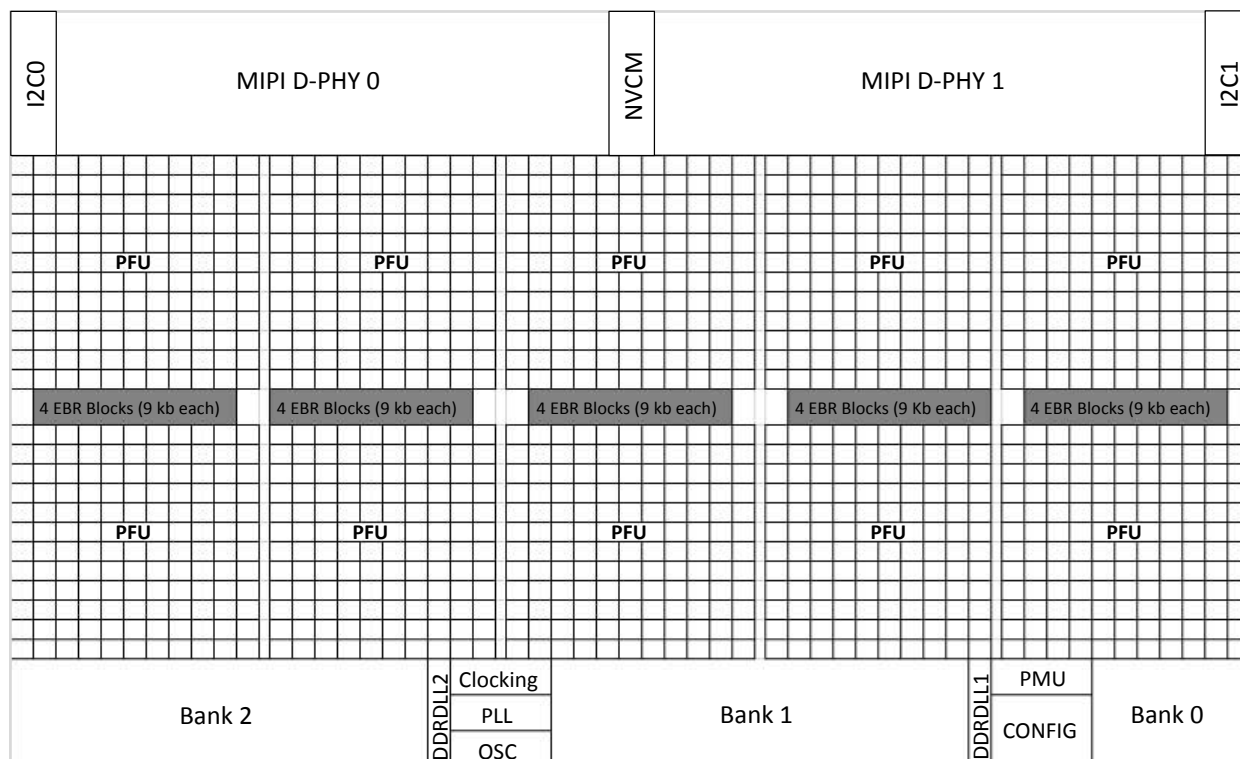 I2C0
MIPI D-PHY 0
NVCM
MIPI D-PHY 1
I2C1
PFU
PFU
PFU
PFU
PFU
4 EBR Blocks (9 kb each)
4 EBR Blocks (9 kb each)
4 EBR Blocks (9 kb each)
4 EBR Blocks (9 Kb each)
4 EBR Blocks (9 kb each)
PFU
PFU
PFU
PFU
PFU
Bank 2
DDRDLL2
Clocking
PLL
OSC
Bank 1
DDRDLL1
PMU
CONFIG
Bank 0